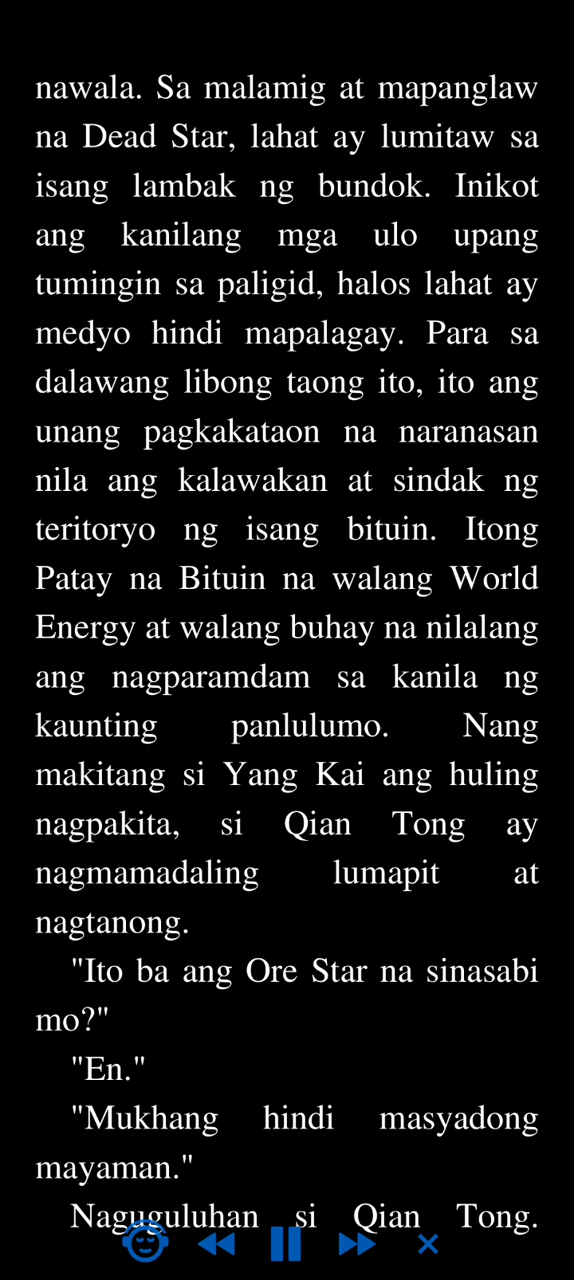 nawala. Sa malamig at mapanglaw
na Dead Star, lahat ay lumitaw sa
isang lambak ng bundok. Inikot
ang kanilang mga ulo upang
tumingin sa paligid, halos lahat ay
medyo hindi mapalagay. Para sa
dalawang libong taong ito, ito ang
unang pagkakataon na naranasan
nila ang kalawakan at sindak ng
teritoryo ng isang bituin. Itong
Patay na Bituin na walang World
Energy at walang buhay na nilalang
ang nagparamdam sa kanila ng
kaunting panlulumo. Nang
makitang si Yang Kai ang huling
nagpakita, si Qian Tong ay
nagmamadaling lumapit at
nagtanong.
"Ito ba ang Ore Star na sinasabi
mo?"
"En."
"Mukhang hindi masyadong
mayaman."
Naguguluhan si Qian Tong.